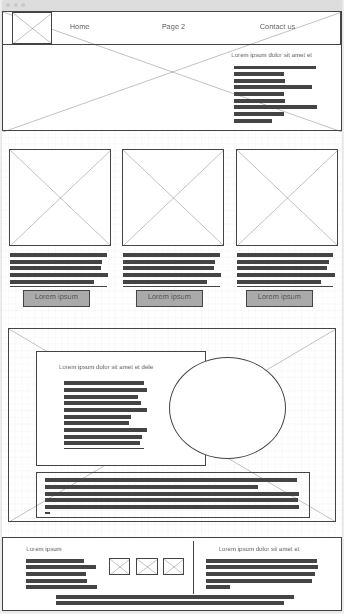 Home Page 2 Contact us
Lorem ipsum dolor sit amet et
Lorem ipsum Lorem ipsum Lorem ipsum
Lorem ipsum dolor sit amet et dele
Lorem ipsum Lorem ipsum dolor sit amet et